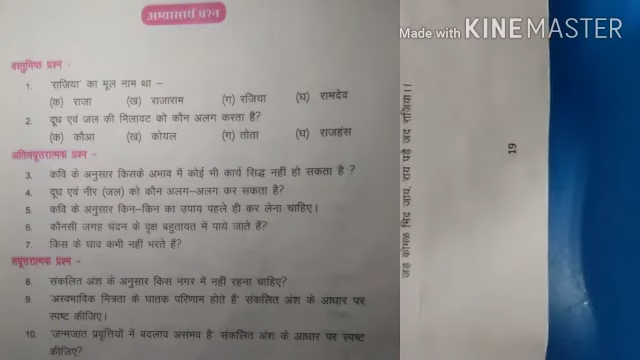 अभ्यासार्थ प्रश्न
वस्तुनिष्ठ प्रश्न -
1. 'राजिया' का मूल नाम था –
(क) राजा (ख) राजाराम (ग) रजिया (घ) रामदेव
2. दूध एवं जल की मिलावट को कौन अलग करता है?
(क) कौआ (ख) कोयल (ग) तोता (घ) राजहंस
अतिलघूत्तरात्मक प्रश्न –
3. कवि के अनुसार किसके अभाव में कोई भी कार्य सिद्ध नहीं हो सकता है ?
4. दूध एवं नीर (जल) को कौन अलग–अलग कर सकता है?
5. कवि के अनुसार किन–किन का उपाय पहले ही कर लेना चाहिए।
6. कौनसी जगह चंदन के वृक्ष बहुतायत में पाये जाते हैं?
7. किस के घाव कभी नहीं भरते हैं?
लघूत्तरात्मक प्रश्न –
8. संकलित अंश के अनुसार किस नगर में नहीं रहना चाहिए?
9. 'अस्वभाविक मित्रता के घातक परिणाम होते हैं' संकलित अंश के आधार पर
स्पष्ट कीजिए।
10. 'जन्मजात प्रवृत्तियों में बदलाव असंभव है' संकलित अंश के आधार पर स्पष्ट
कीजिए?
जड़ कोमळ भिद जाय, राय पड़ै जद राजिया।।
19
Made with KINEMASTER